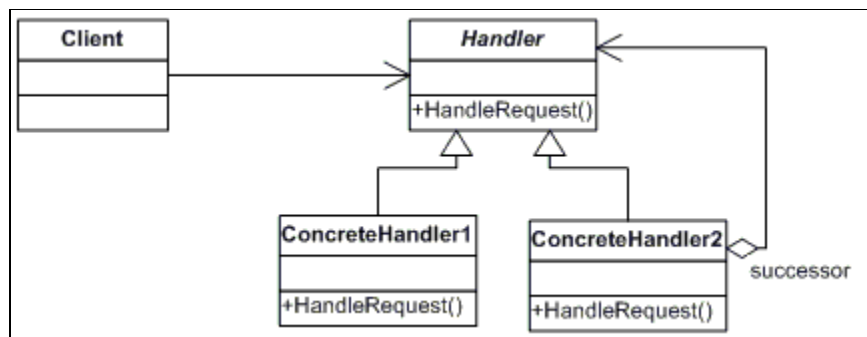 Client
Handler
+HandleRequest()
ConcreteHandler1
+HandleRequest()
ConcreteHandler2
+HandleRequest()
successor